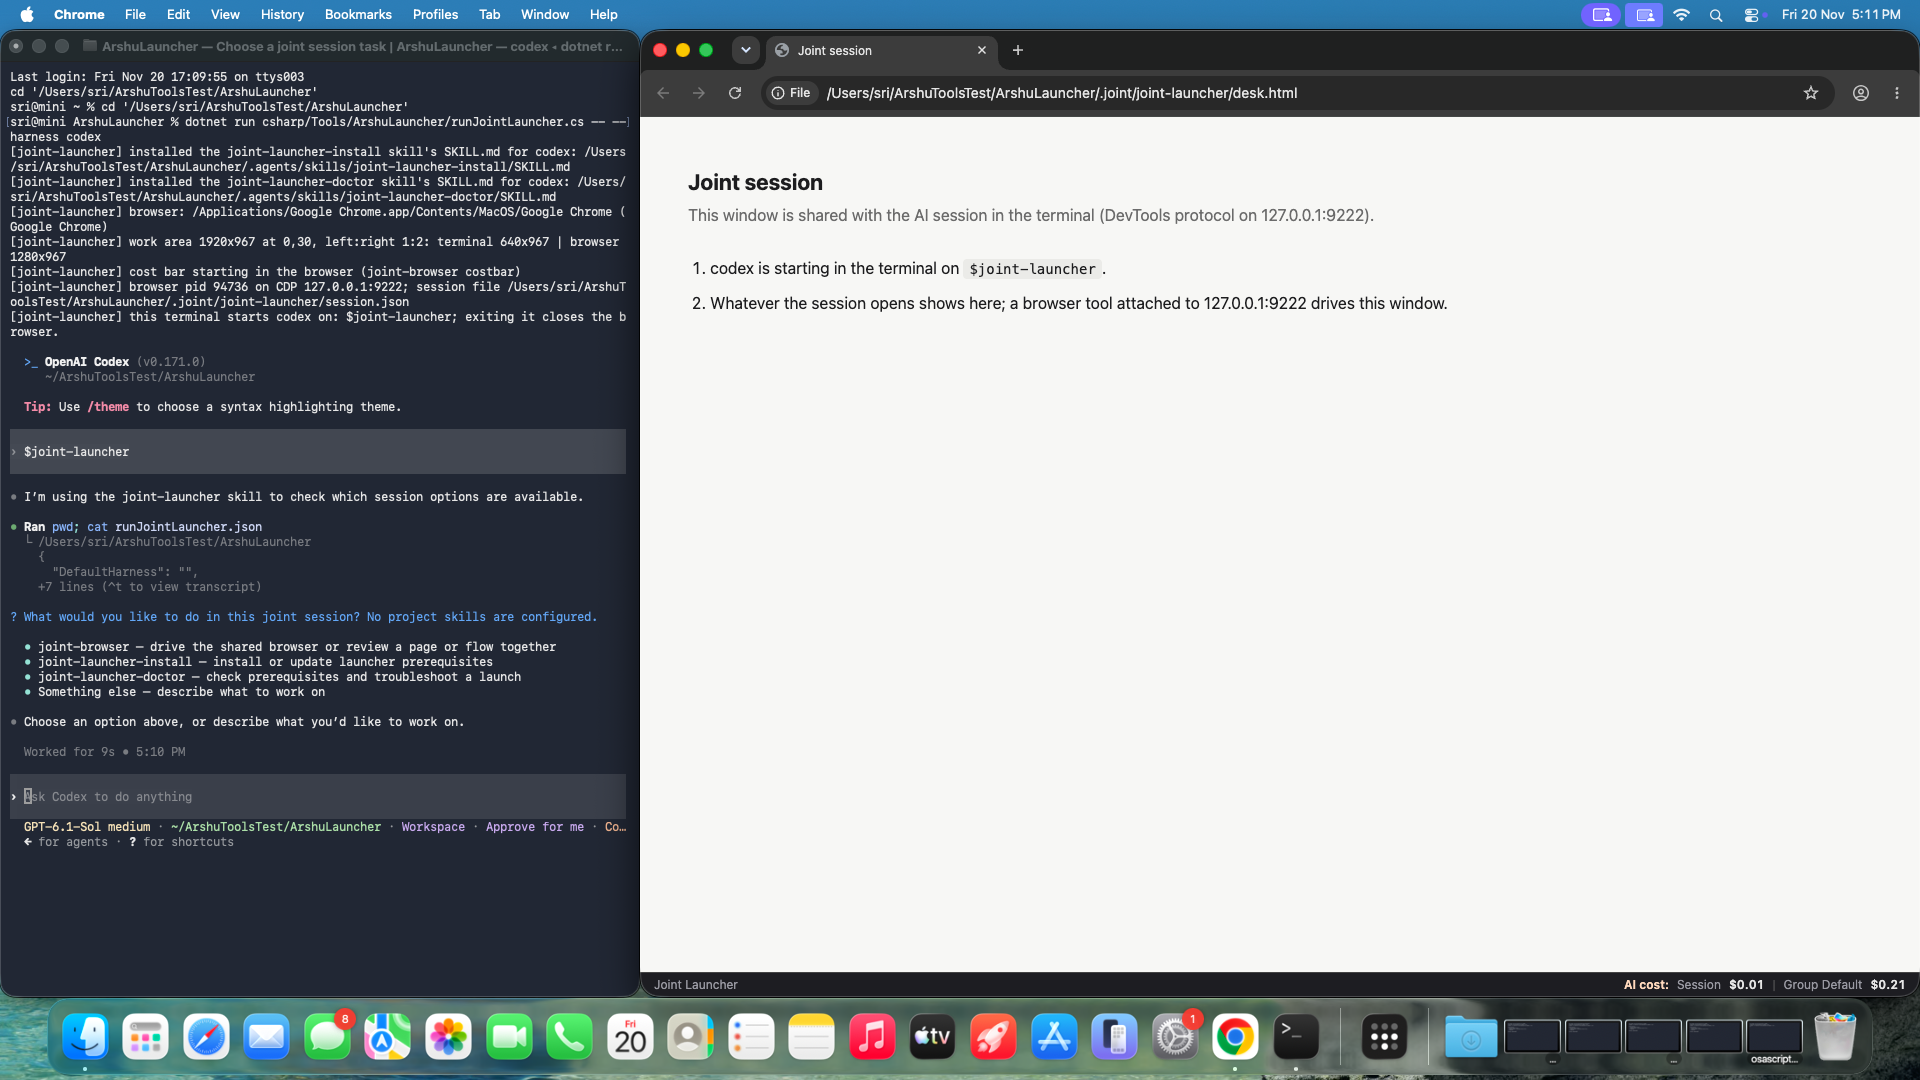 Chrome File Edit View History Bookmarks Profiles Tab Window Help
Fri 20 Nov 5:11 PM
ArshuLauncher — Choose a joint session task | ArshuLauncher — codex ◂ dotnet r...
Last login: Fri Nov 20 17:09:55 on ttys003
cd '/Users/sri/ArshuToolsTest/ArshuLauncher'
sri@mini ~ % cd '/Users/sri/ArshuToolsTest/ArshuLauncher'
[sri@mini ArshuLauncher % dotnet run csharp/Tools/ArshuLauncher/runJointLauncher.cs -- --]
harness codex
[joint-launcher] installed the joint-launcher-install skill's SKILL.md for codex: /Users
/sri/ArshuToolsTest/ArshuLauncher/.agents/skills/joint-launcher-install/SKILL.md
[joint-launcher] installed the joint-launcher-doctor skill's SKILL.md for codex: /Users/
sri/ArshuToolsTest/ArshuLauncher/.agents/skills/joint-launcher-doctor/SKILL.md
[joint-launcher] browser: /Applications/Google Chrome.app/Contents/MacOS/Google Chrome (
Google Chrome)
[joint-launcher] work area 1920x967 at 0,30, left:right 1:2: terminal 640x967 | browser
1280x967
[joint-launcher] cost bar starting in the browser (joint-browser costbar)
[joint-launcher] browser pid 94736 on CDP 127.0.0.1:9222; session file /Users/sri/ArshuT
oolsTest/ArshuLauncher/.joint/joint-launcher/session.json
[joint-launcher] this terminal starts codex on: $joint-launcher; exiting it closes the b
rowser.
>_ OpenAI Codex (v0.171.0)
~/ArshuToolsTest/ArshuLauncher
Tip: Use /theme to choose a syntax highlighting theme.
› $joint-launcher
• I’m using the joint-launcher skill to check which session options are available.
• Ran pwd; cat runJointLauncher.json
└ /Users/sri/ArshuToolsTest/ArshuLauncher
{
"DefaultHarness": "",
+7 lines (^t to view transcript)
? What would you like to do in this joint session? No project skills are configured.
• joint-browser — drive the shared browser or review a page or flow together
• joint-launcher-install — install or update launcher prerequisites
• joint-launcher-doctor — check prerequisites and troubleshoot a launch
• Something else — describe what to work on
• Choose an option above, or describe what you’d like to work on.
Worked for 9s • 5:10 PM
› Ask Codex to do anything
GPT-6.1-Sol medium · ~/ArshuToolsTest/ArshuLauncher · Workspace · Approve for me · Co…
← for agents · ? for shortcuts
Joint session
File /Users/sri/ArshuToolsTest/ArshuLauncher/.joint/joint-launcher/desk.html
Joint session
This window is shared with the AI session in the terminal (DevTools protocol on 127.0.0.1:9222).
1. codex is starting in the terminal on $joint-launcher .
2. Whatever the session opens shows here; a browser tool attached to 127.0.0.1:9222 drives this window.
Joint Launcher
AI cost: Session $0.01 | Group Default $0.21
8
Fri
20
tv
1
>_
...
...
osascript...